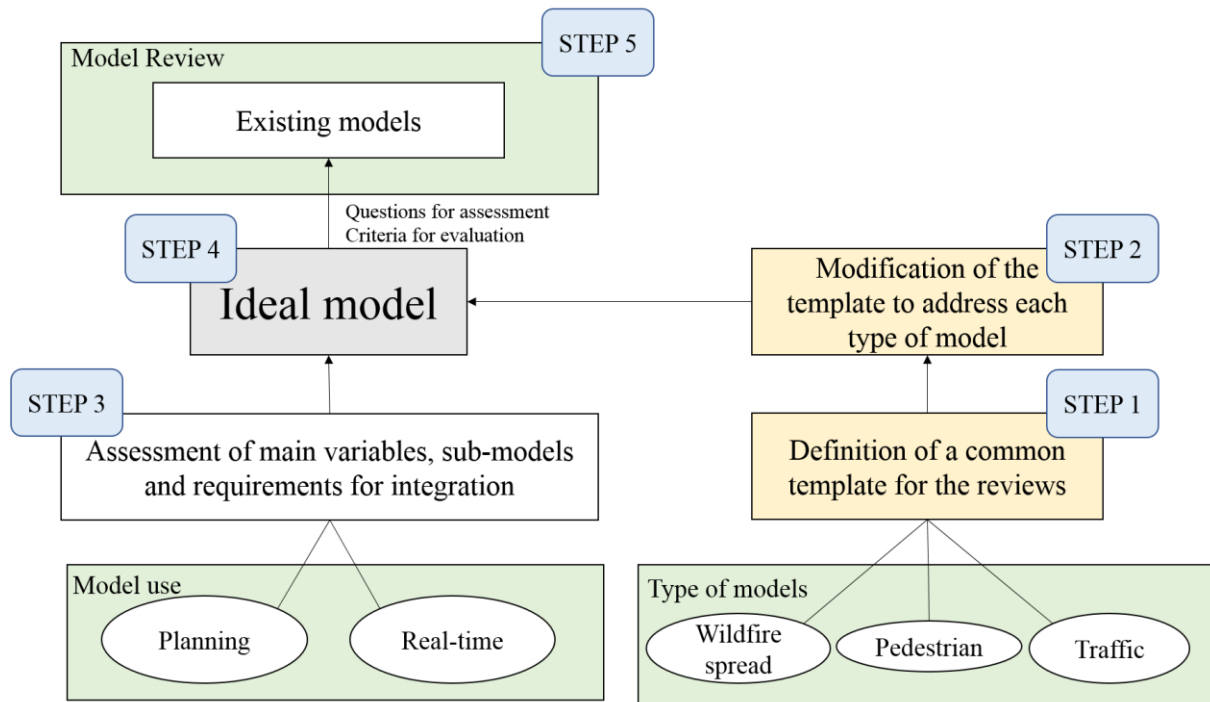 STEP 5
Model Review
Existing models
Questions for assessment
Criteria for evaluation
STEP 4
Ideal model
STEP 2
Modification of the
template to address each
type of model
STEP 3
Assessment of main variables, sub-models
and requirements for integration
STEP 1
Definition of a common
template for the reviews
Model use
Planning
Real-time
Type of models
Wildfire
spread
Pedestrian
Traffic